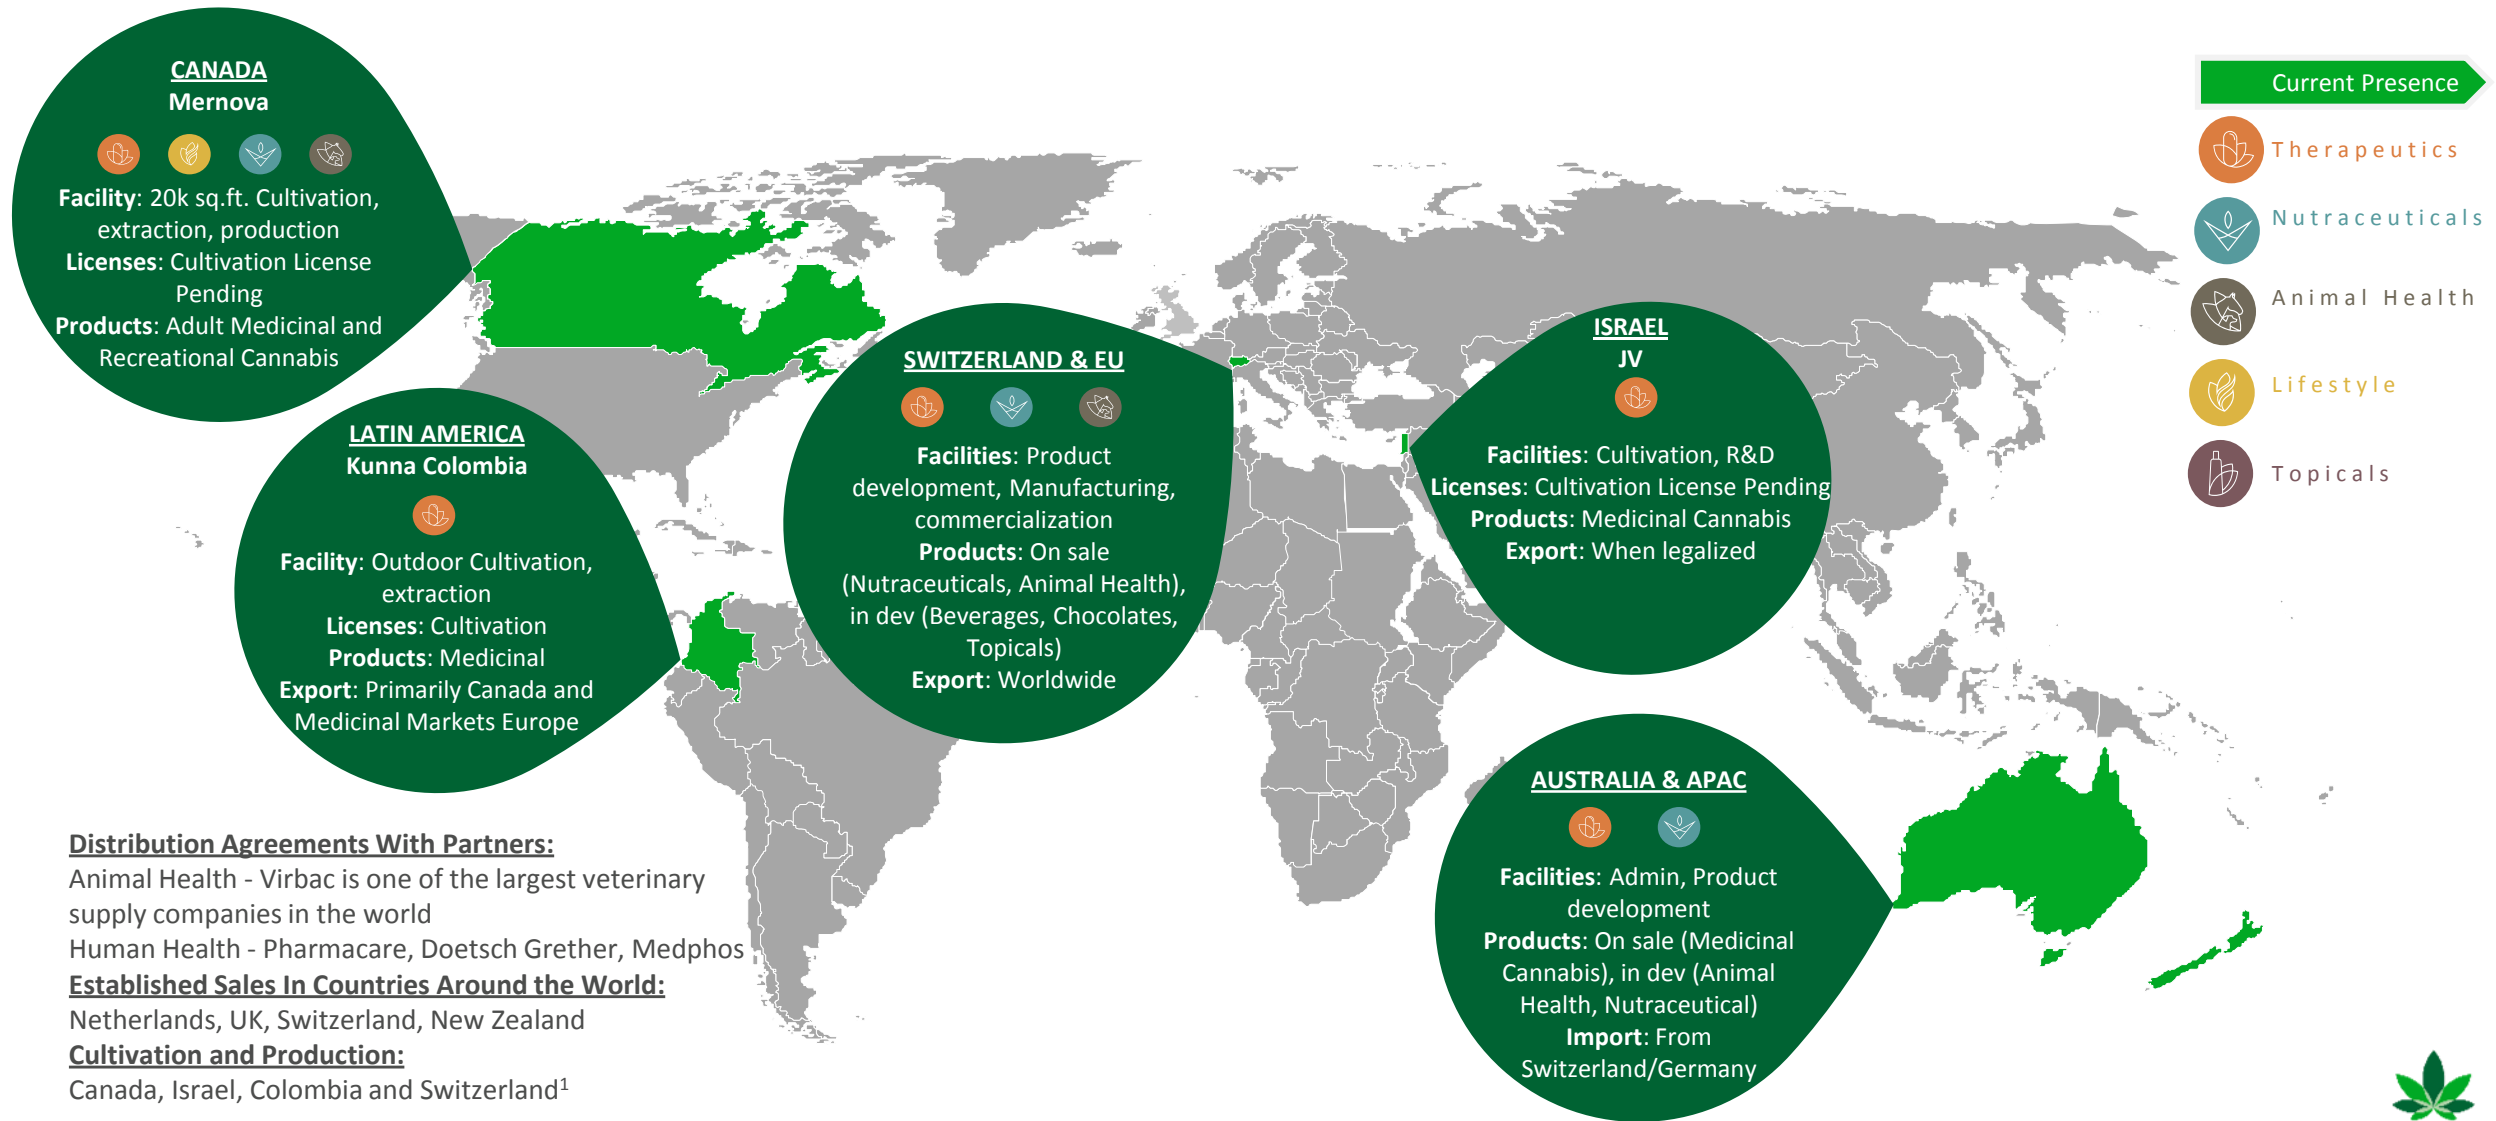 CANADA
Mernova
Facility: 20k sq.ft. Cultivation,
extraction, production
Licenses: Cultivation License
Pending
Products: Adult Medicinal and
Recreational Cannabis
LATIN AMERICA
Kunna Colombia
Facility: Outdoor Cultivation,
extraction
Licenses: Cultivation
Products: Medicinal
Export: Primarily Canada and
Medicinal Markets Europe
SWITZERLAND & EU
Facilities: Product
development, Manufacturing,
commercialization
Products: On sale
(Nutraceuticals, Animal Health),
in dev (Beverages, Chocolates,
Topicals)
Export: Worldwide
ISRAEL
JV
Facilities: Cultivation, R&D
Licenses: Cultivation License Pending
Products: Medicinal Cannabis
Export: When legalized
AUSTRALIA & APAC
Facilities: Admin, Product
development
Products: On sale (Medicinal
Cannabis), in dev (Animal
Health, Nutraceutical)
Import: From
Switzerland/Germany
Current Presence
Therapeutics
Nutraceuticals
Animal Health
Lifestyle
Topicals
Distribution Agreements With Partners:
Animal Health - Virbac is one of the largest veterinary
supply companies in the world
Human Health - Pharmacare, Doetsch Grether, Medphos
Established Sales In Countries Around the World:
Netherlands, UK, Switzerland, New Zealand
Cultivation and Production:
Canada, Israel, Colombia and Switzerland¹